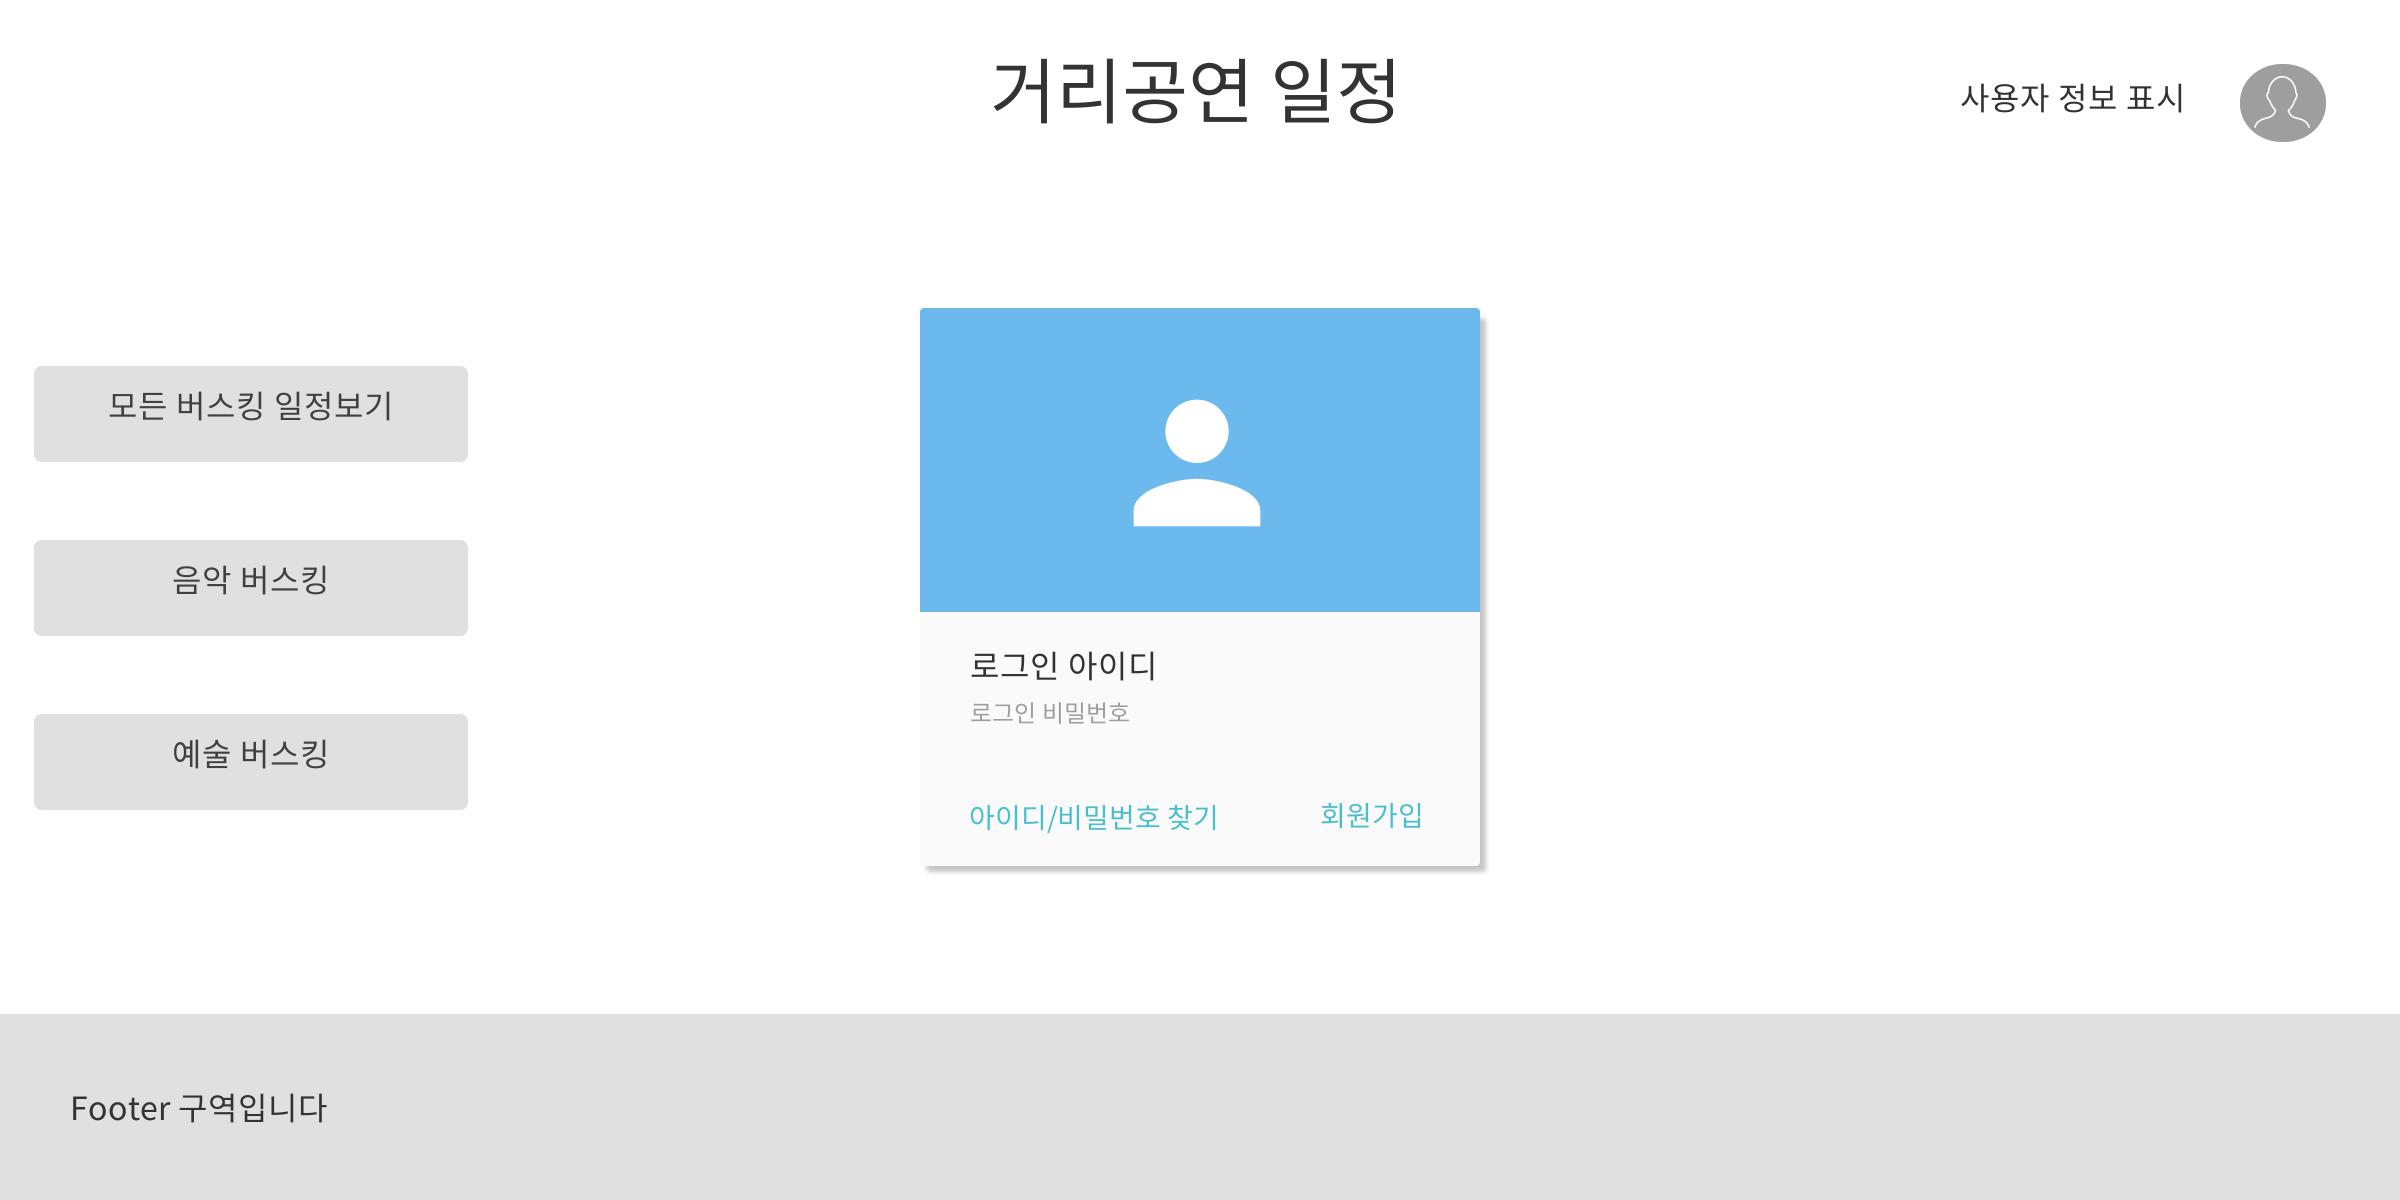 거리공연 일정
사용자 정보 표시
모든 버스킹 일정보기
음악 버스킹
예술 버스킹
로그인 아이디
로그인 비밀번호
아이디/비밀번호 찾기
회원가입
Footer 구역입니다